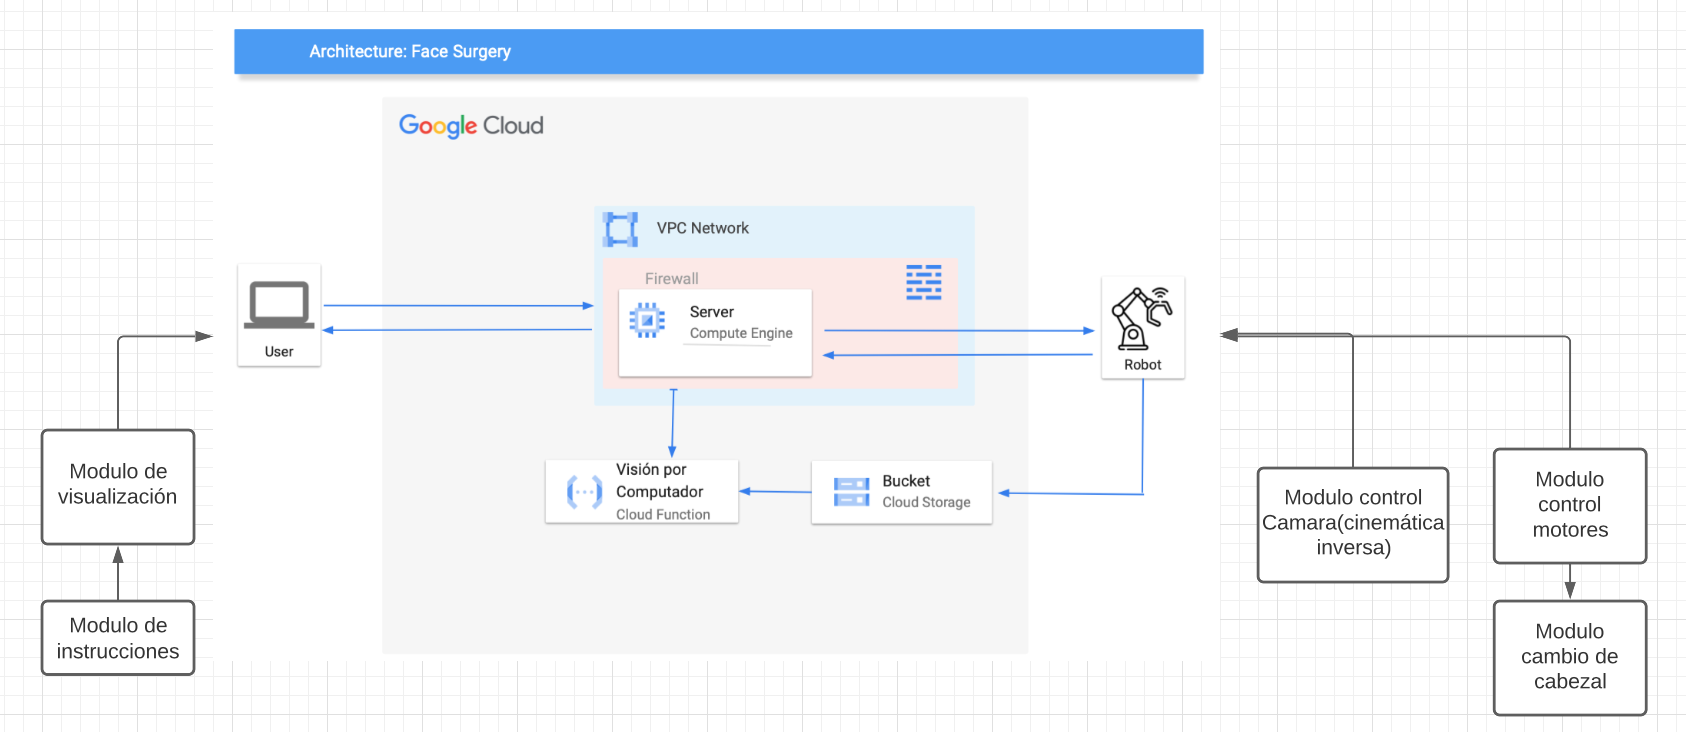 Architecture: Face Surgery
Google Cloud
VPC Network
Firewall
Server
Compute Engine
User
Robot
Visión por
Computador
Cloud Function
Bucket
Cloud Storage
Modulo de
visualización
Modulo de
instrucciones
Modulo control
Camara(cinemática
inversa)
Modulo
control
motores
Modulo
cambio de
cabezal